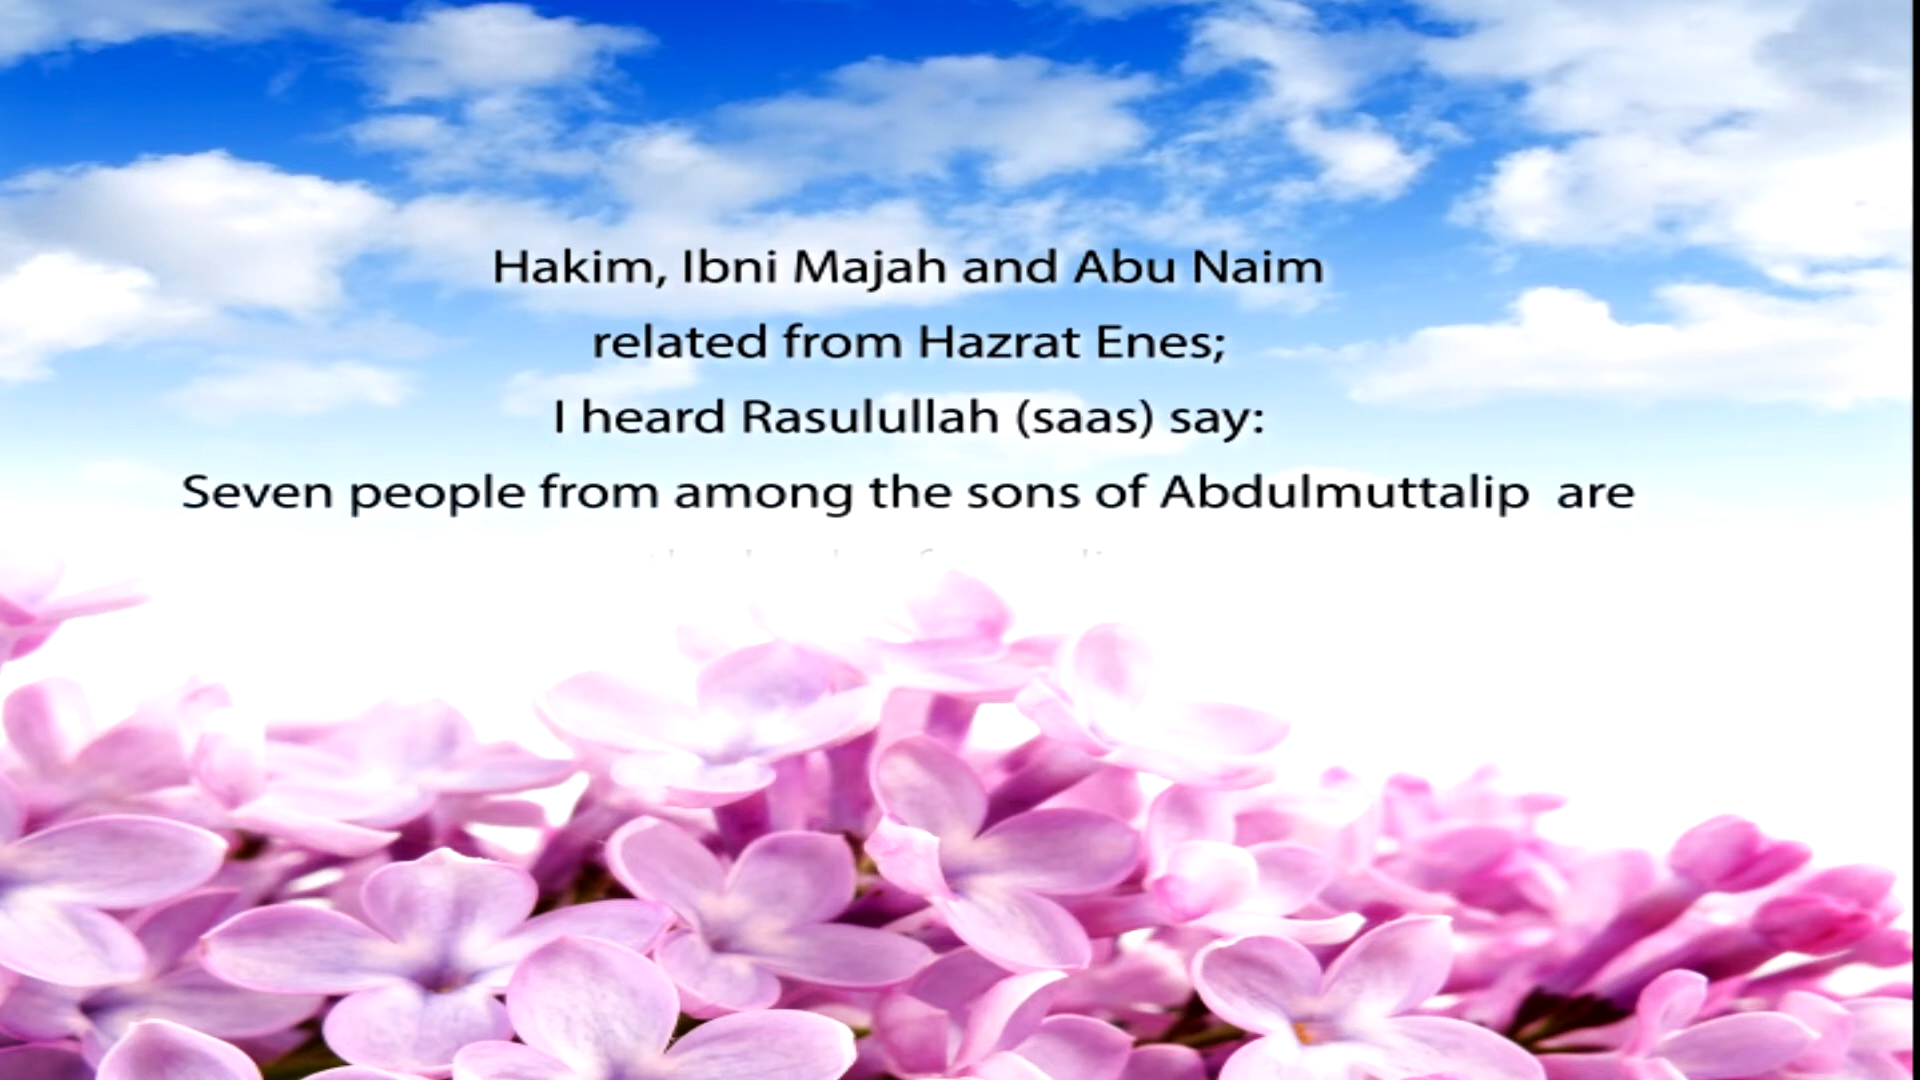 Hakim, Ibni Majah and Abu Naim
related from Hazrat Enes;
I heard Rasulullah (saas) say:
Seven people from among the sons of Abdulmuttalip are